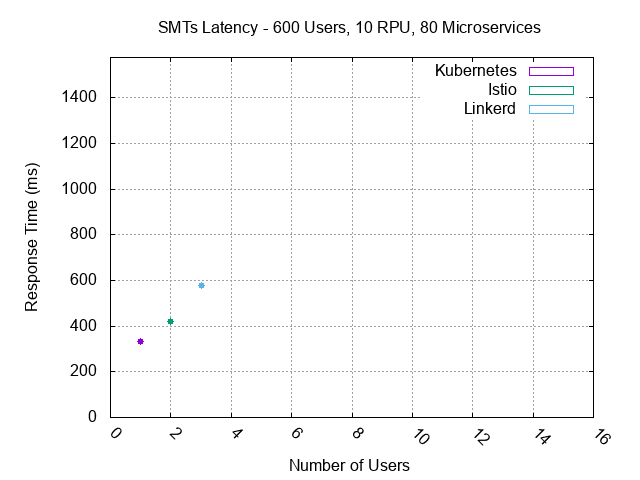 SMTs Latency - 600 Users, 10 RPU, 80 Microservices
Kubernetes
Istio
Linkerd
Response Time (ms)
1400
1200
1000
800
600
400
200
0
0 2 4 6 8 10 12 14 16
Number of Users